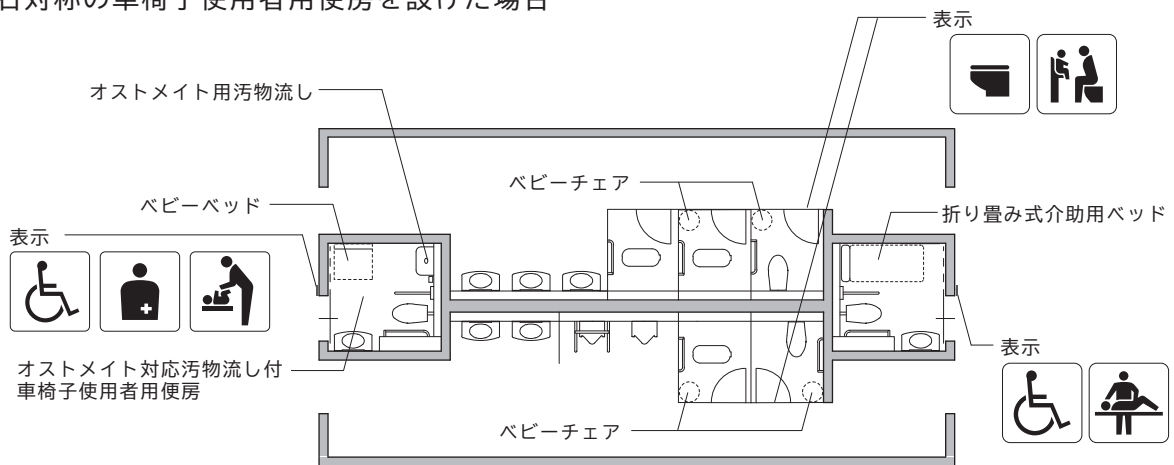 右対称の車椅子使用者用便房を設けた場合
表示
オストメイト用汚物流し
ベビーチェア
ベビーベッド
折り畳み式介助用ベッド
表示
表示
オストメイト対応汚物流し付
車椅子使用者用便房
ベビーチェア